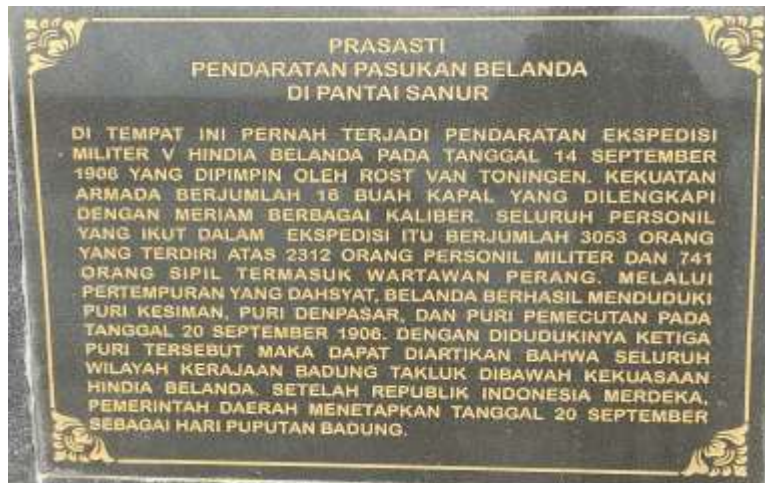 PRASASTI
PENDARATAN PASUKAN BELANDA
DI PANTAI SANUR
DI TEMPAT INI PERNAH TERJADI PENDARATAN EKSPEDISI
MILITER V HINDIA BELANDA PADA TANGGAL 14 SEPTEMBER
1906 YANG DIPIMPIN OLEH ROST VAN TONINGEN. KEKUATAN
ARMADA BERJUMLAH 16 BUAH KAPAL YANG DILENGKAPI
DENGAN MERIAM BERBAGAI KALIBER. SELURUH PERSONIL
YANG IKUT DALAM EKSPEDISI ITU BERJUMLAH 3053 ORANG
YANG TERDIRI ATAS 2312 ORANG PERSONIL MILITER DAN 741
ORANG SIPIL TERMASUK WARTAWAN PERANG. MELALUI
PERTEMPURAN YANG DAHSYAT, BELANDA BERHASIL MENDUDUKI
PURI KESIMAN, PURI DENPASAR, DAN PURI PEMECUTAN PADA
TANGGAL 20 SEPTEMBER 1906. DENGAN DIDUDUKINYA KETIGA
PURI TERSEBUT MAKA DAPAT DIARTIKAN BAHWA SELURUH
WILAYAH KERAJAAN BADUNG TAKLUK DIBAWAH KEKUASAAN
HINDIA BELANDA. SETELAH REPUBLIK INDONESIA MERDEKA,
PEMERINTAH DAERAH MENETAPKAN TANGGAL 20 SEPTEMBER
SEBAGAI HARI PUPUTAN BADUNG.